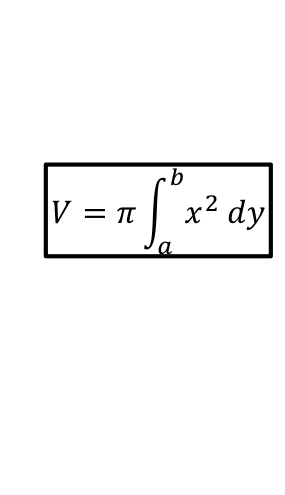 V = π ∫_a^b x² dy